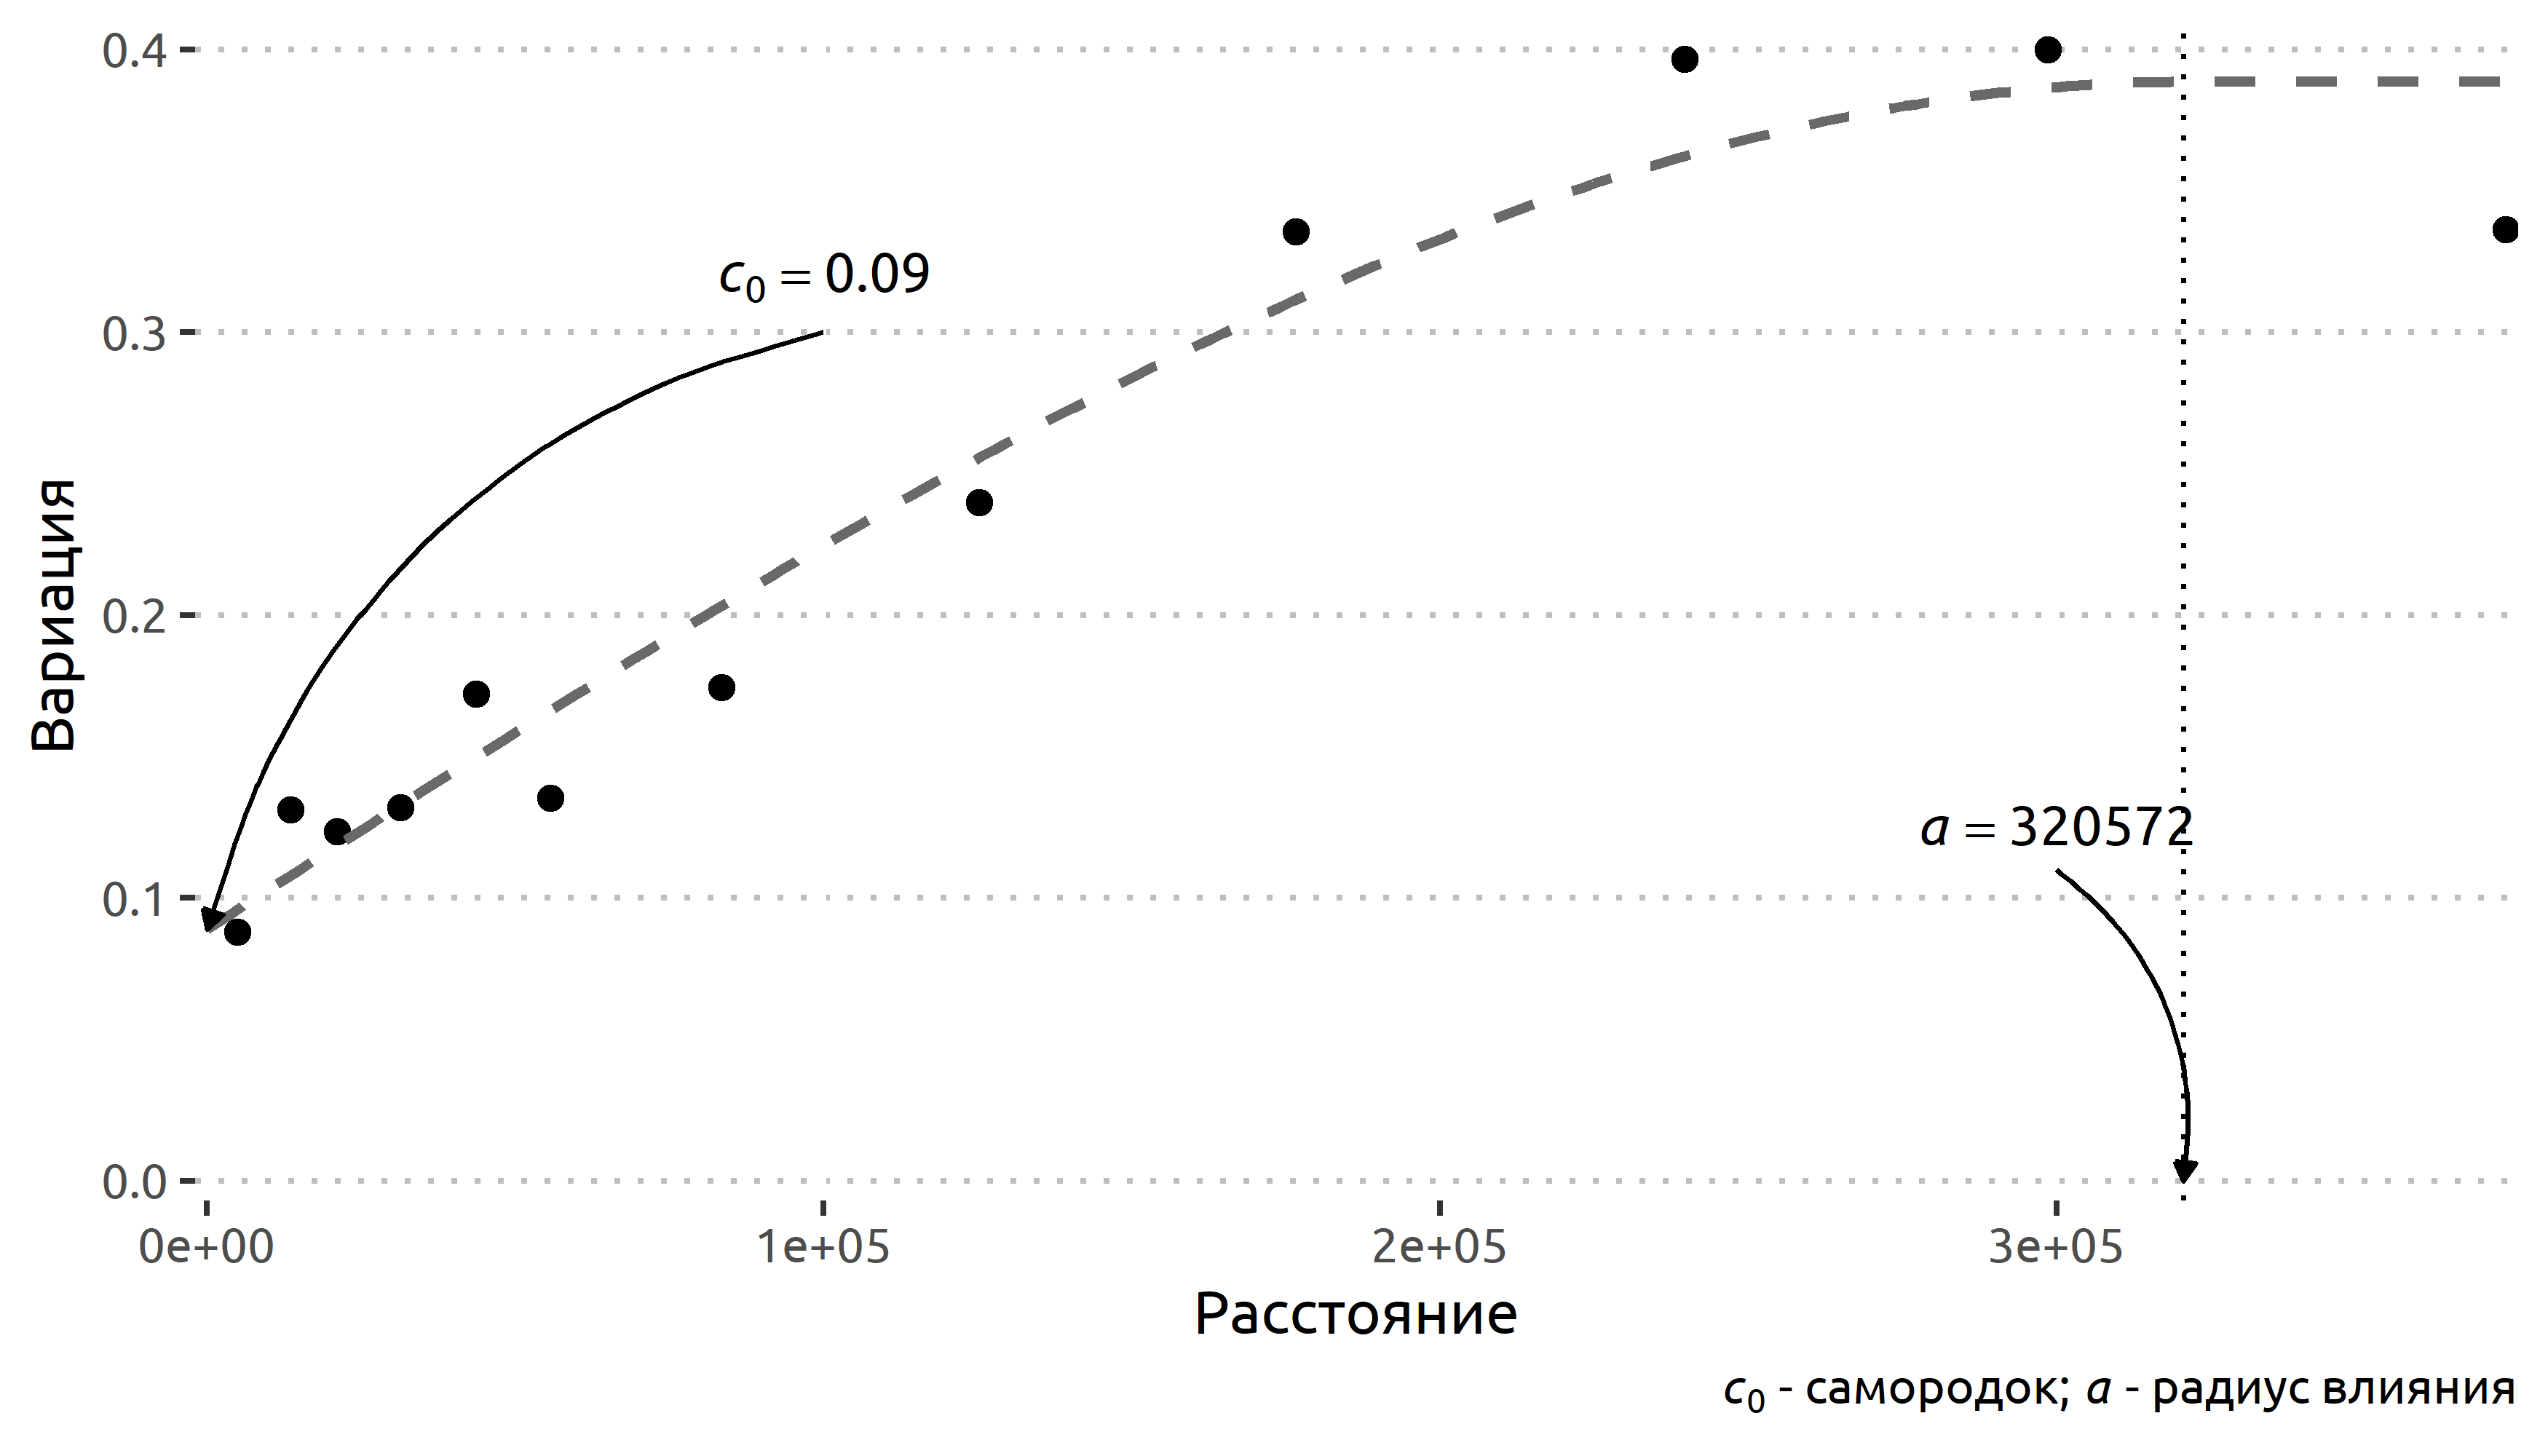 0.4
c₀ = 0.09
0.3
Вариация
0.2
a = 320572
0.1
0.0
0e+00 1e+05 2e+05 3e+05
Расстояние
c₀ - самородок; a - радиус влияния